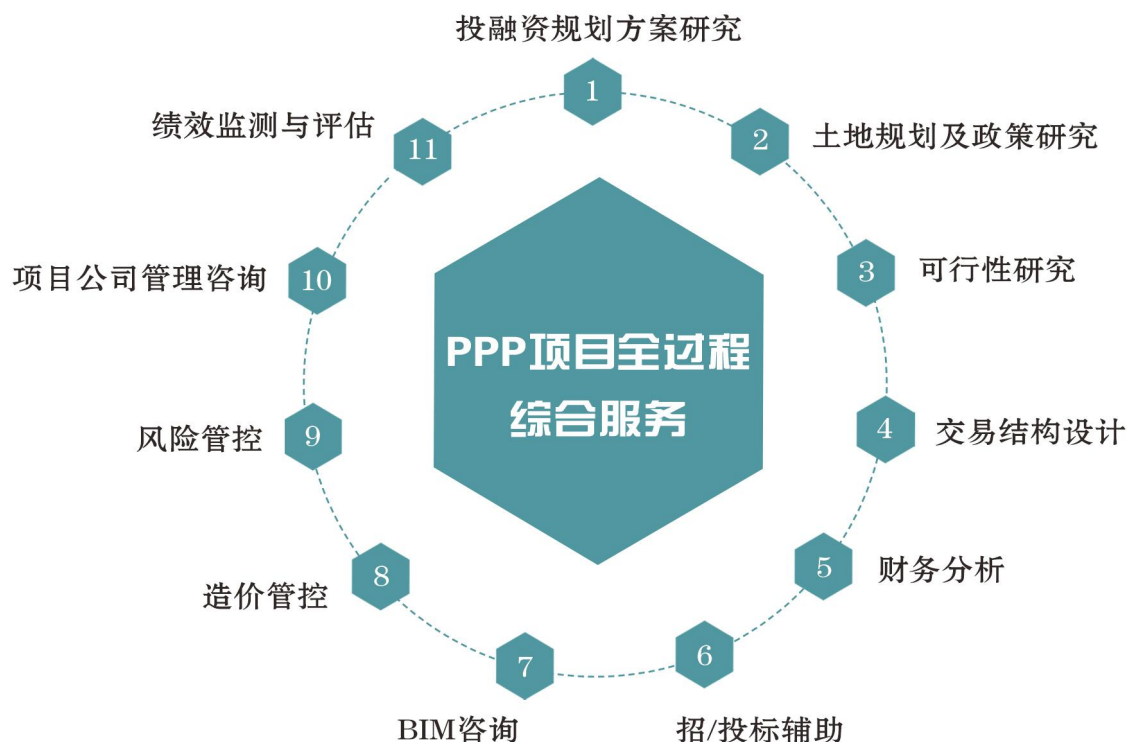 投融资规划方案研究
1
2
土地规划及政策研究
3
可行性研究
4
交易结构设计
5
财务分析
6
招/投标辅助
7
BIM咨询
8
造价管控
9
风险管控
10
项目公司管理咨询
11
绩效监测与评估
PPP项目全过程
综合服务